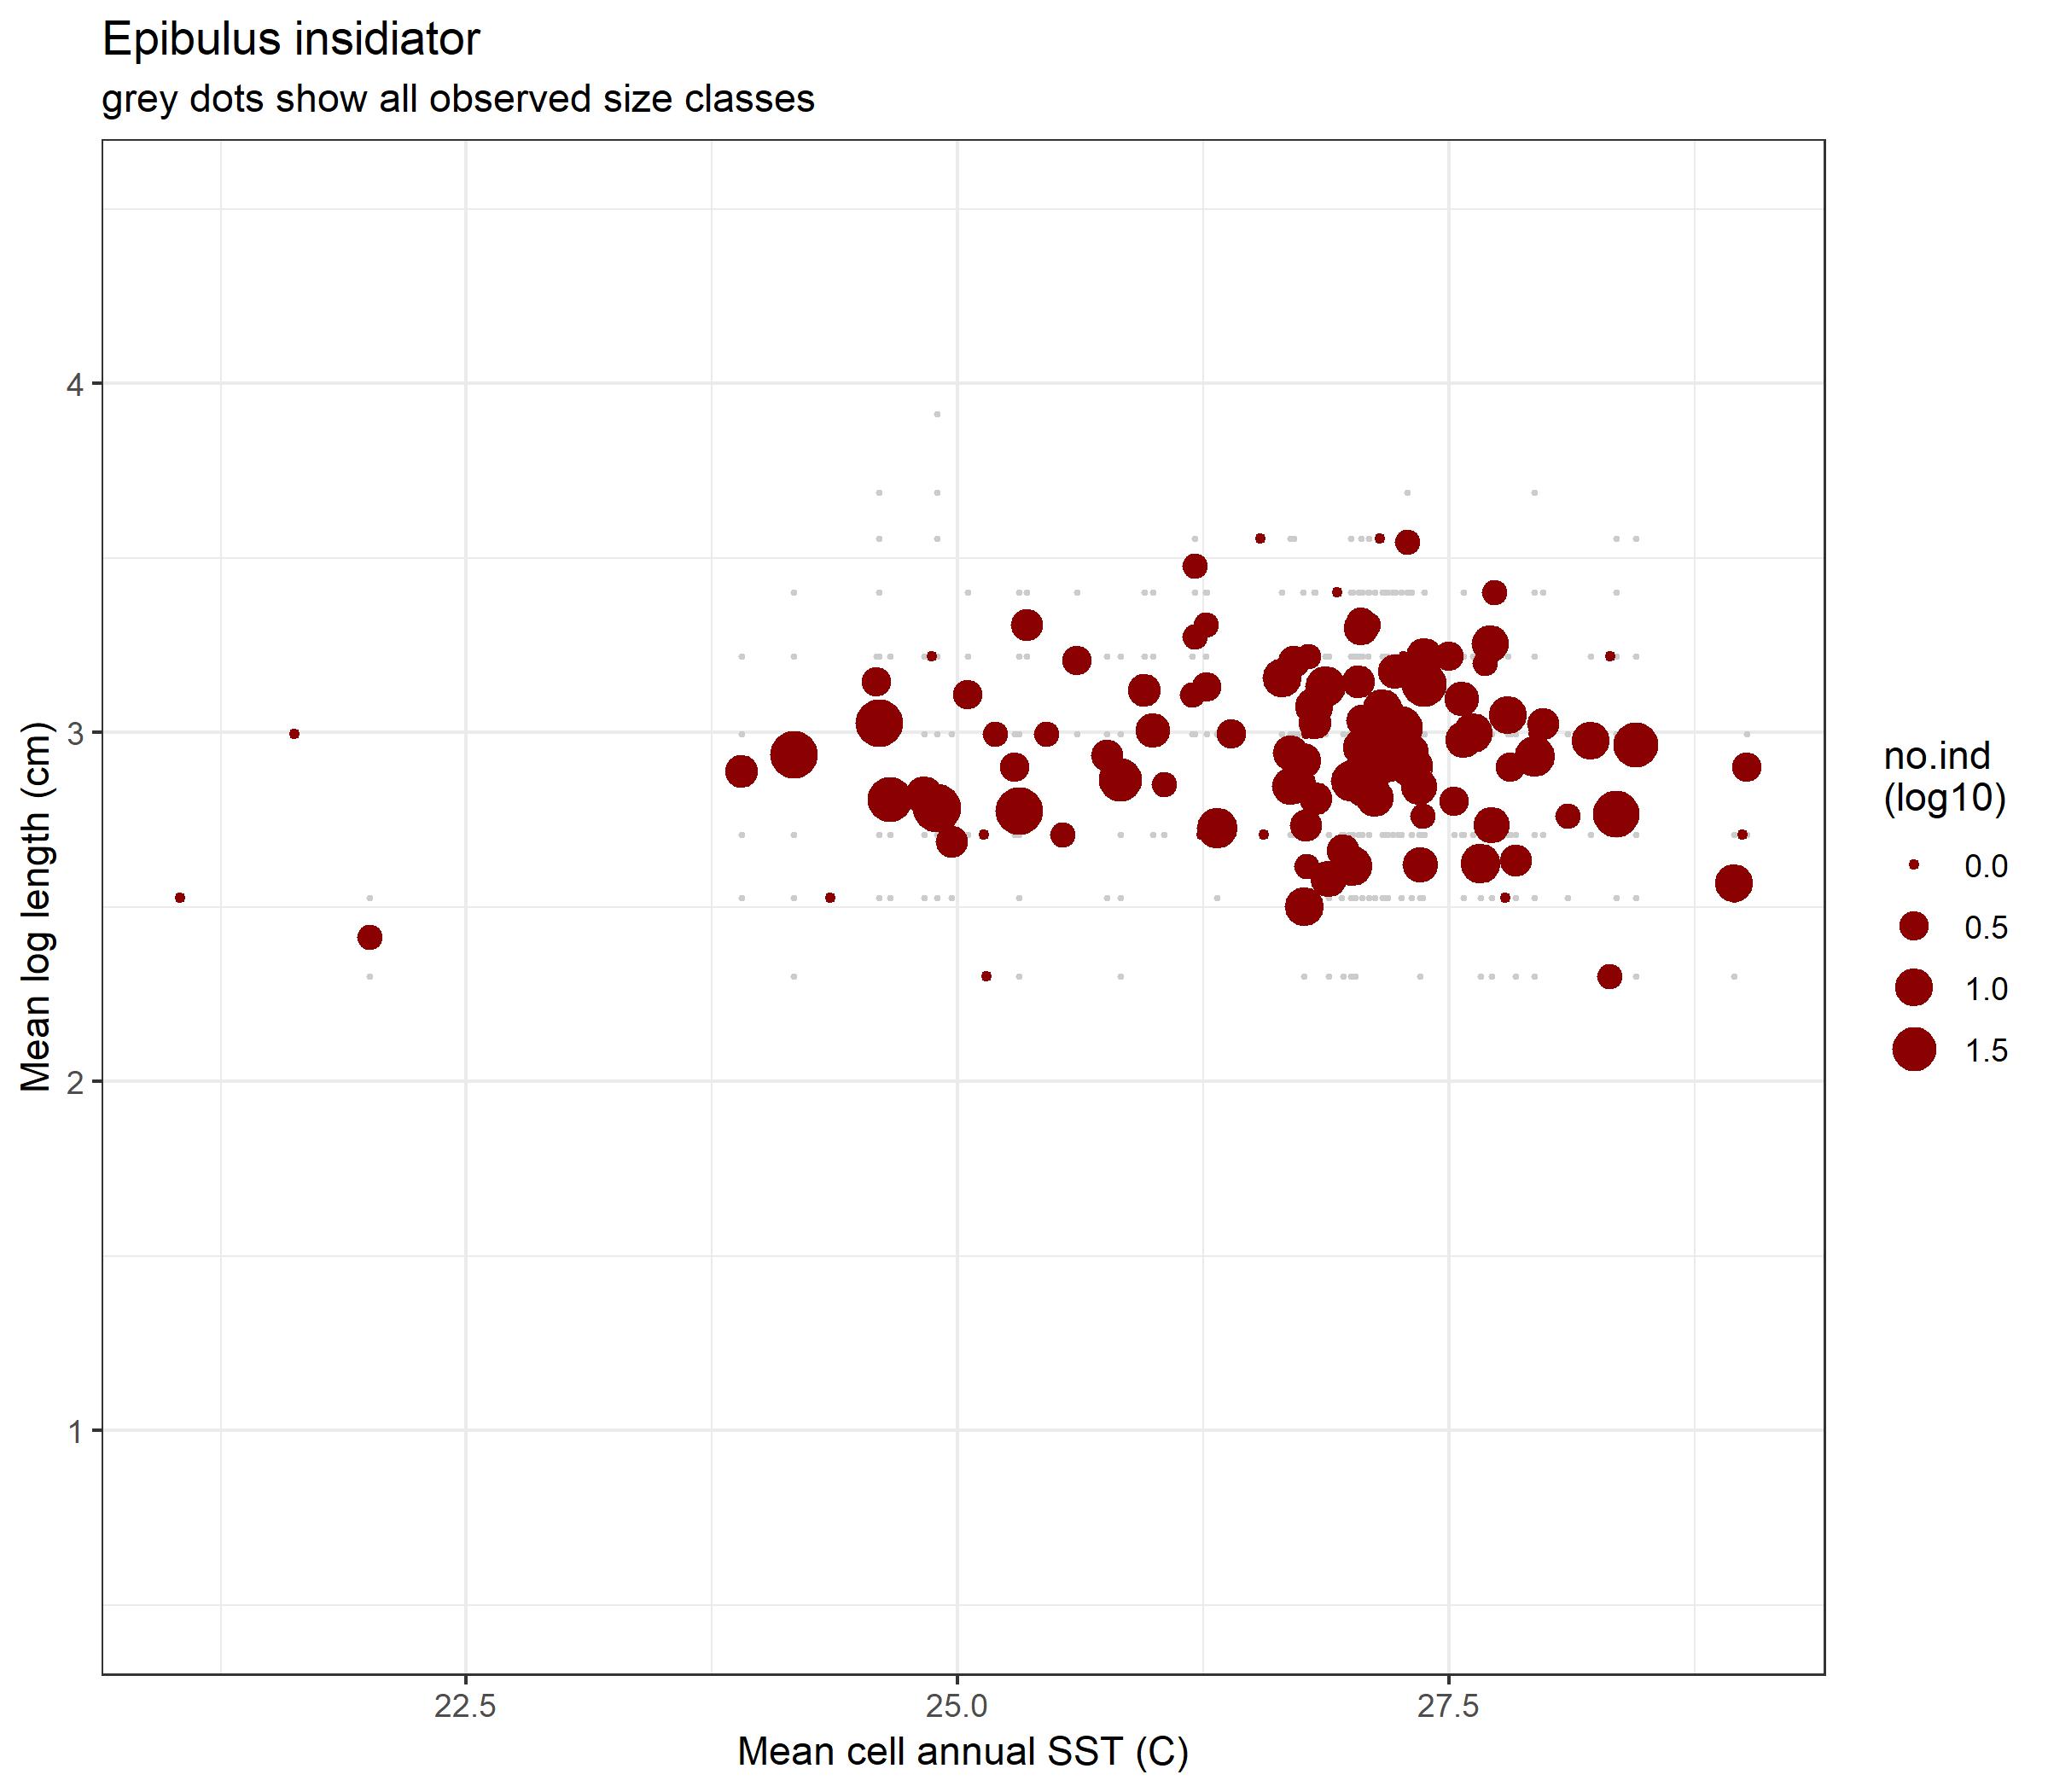 Epibulus insidiator
grey dots show all observed size classes
Mean log length (cm)
4
3
2
1
22.5
25.0
27.5
Mean cell annual SST (C)
no.ind
(log10)
0.0
0.5
1.0
1.5